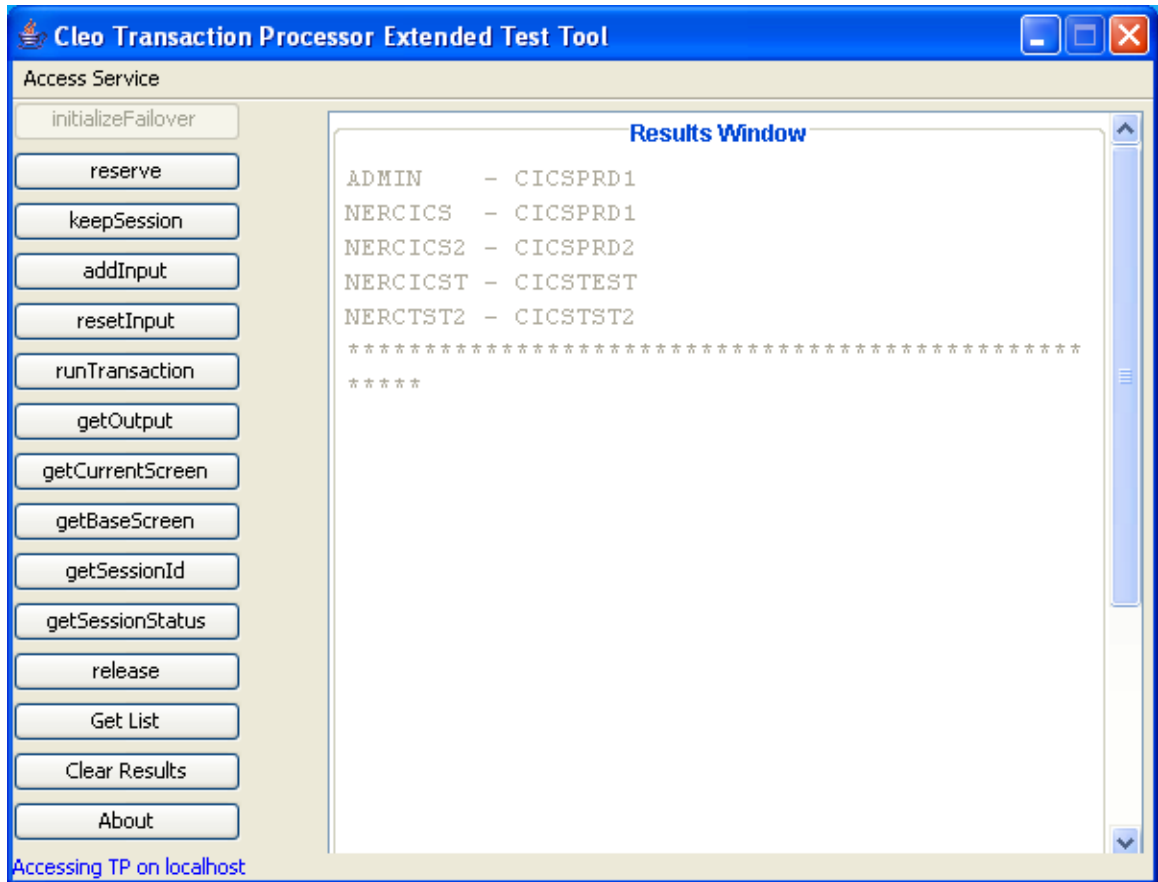 Cleo Transaction Processor Extended Test Tool
Access Service
initializeFailover
reserve
keepSession
addInput
resetInput
runTransaction
getOutput
getCurrentScreen
getBaseScreen
getSessionId
getSessionStatus
release
Get List
Clear Results
About
Accessing TP on localhost
Results Window
ADMIN    - CICSPRD1
NERCICS  - CICSPRD1
NERCICS2 - CICSPRD2
NERCICST - CICSTEST
NERCTST2 - CICSTST2
************************************************
*****